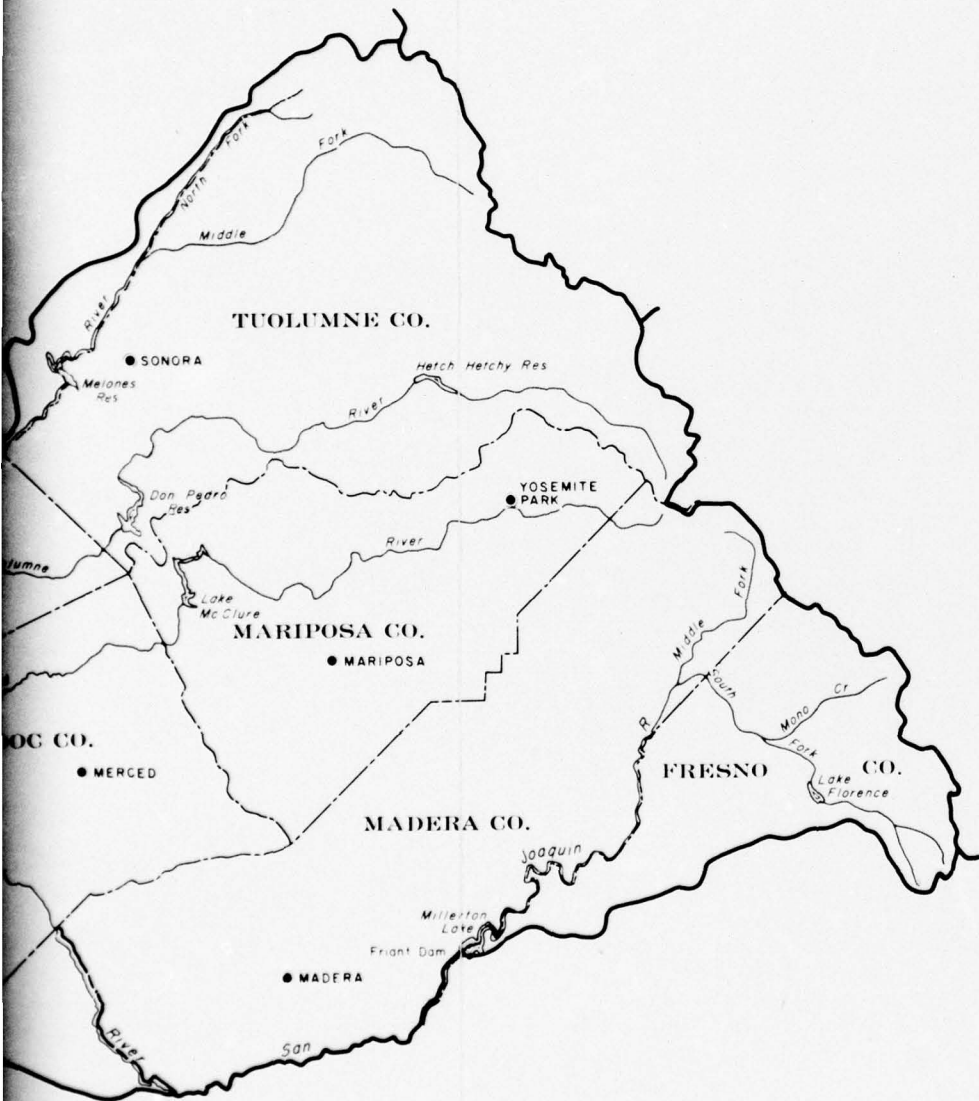 Fork
North
Fork
Middle
River
TUOLUMNE CO.
SONORA
Melones
Res
Hetch Hetchy Res
River
Don Pedro
Res
YOSEMITE
PARK
River
lumne
Lake
McClure
MARIPOSA CO.
MARIPOSA
Fork
Middle
South
Mono Cr
Fork
R
OC CO.
MERCED
FRESNO CO.
Lake
Florence
MADERA CO.
Joaquin
Millerton
Lake
Friant Dam
MADERA
River
San